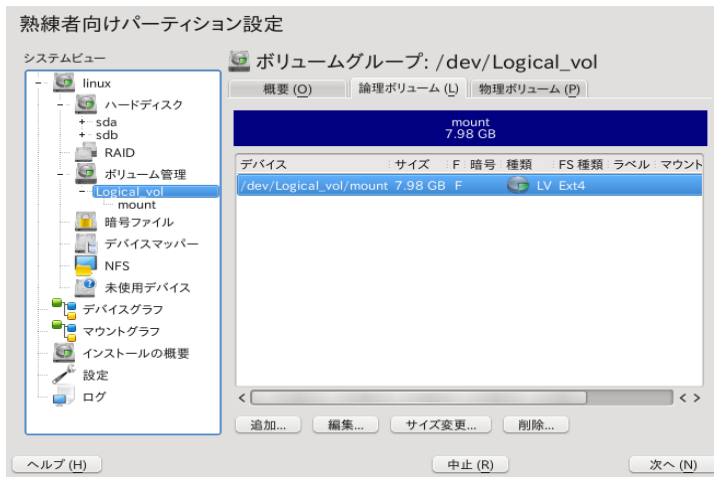 熟練者向けパーティション設定
システムビュー
linux
ハードディスク
sda
sdb
RAID
ボリューム管理
Logical_vol
mount
暗号ファイル
デバイスマッパー
NFS
未使用デバイス
デバイスグラフ
マウントグラフ
インストールの概要
設定
ログ
ボリュームグループ: /dev/Logical_vol
概要 (O) 論理ボリューム (L) 物理ボリューム (P)
mount
7.98 GB
デバイス サイズ F 暗号 種類 FS 種類 ラベル マウント
/dev/Logical_vol/mount 7.98 GB F LV Ext4
追加... 編集... サイズ変更... 削除...
ヘルプ (H) 中止 (R) 次へ (N)